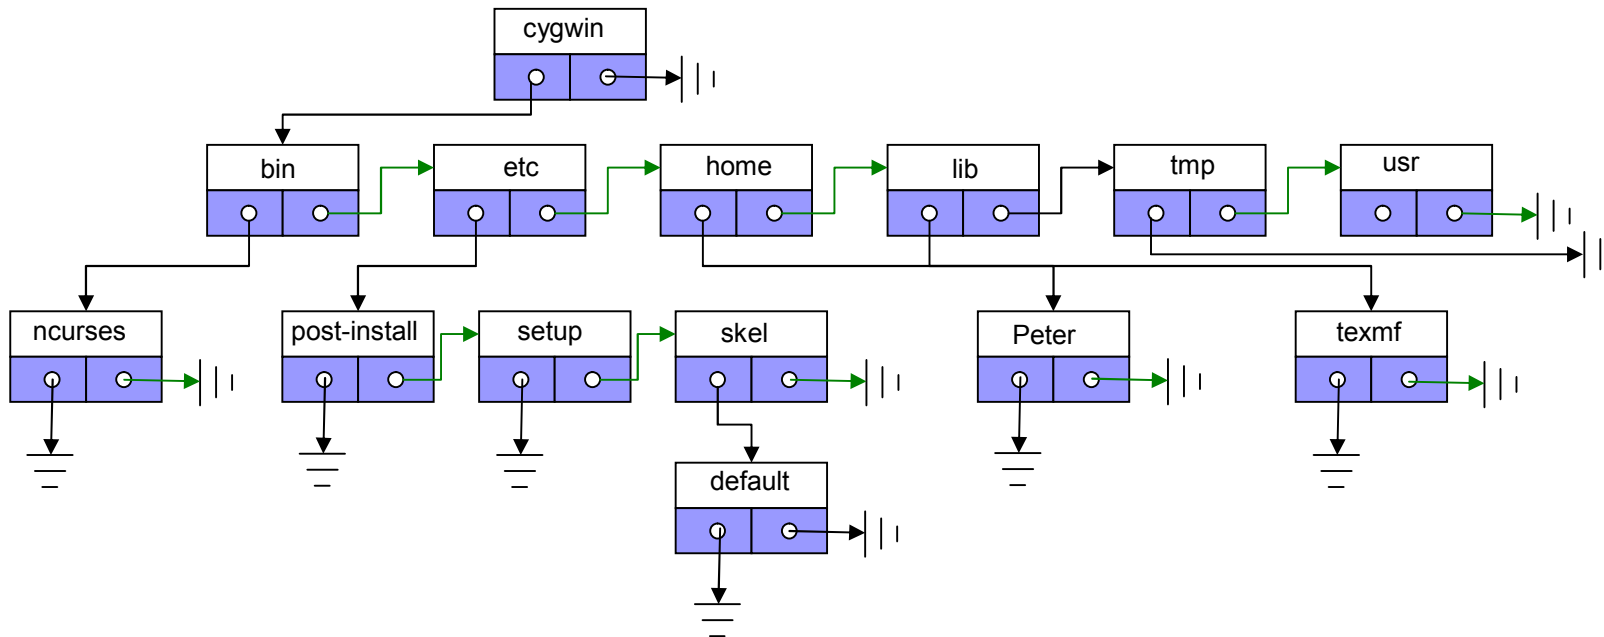 cygwin
bin
etc
home
lib
tmp
usr
ncurses
post-install
setup
skel
Peter
texmf
default